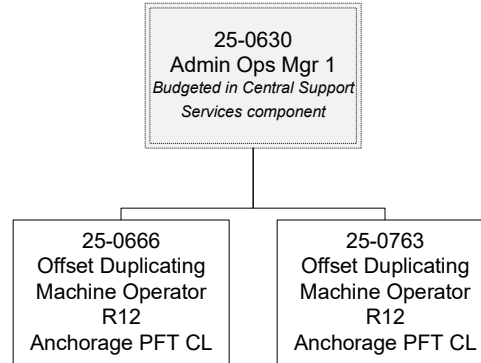 25-0630
Admin Ops Mgr 1
Budgeted in Central Support
Services component
25-0666
Offset Duplicating
Machine Operator
R12
Anchorage PFT CL
25-0763
Offset Duplicating
Machine Operator
R12
Anchorage PFT CL